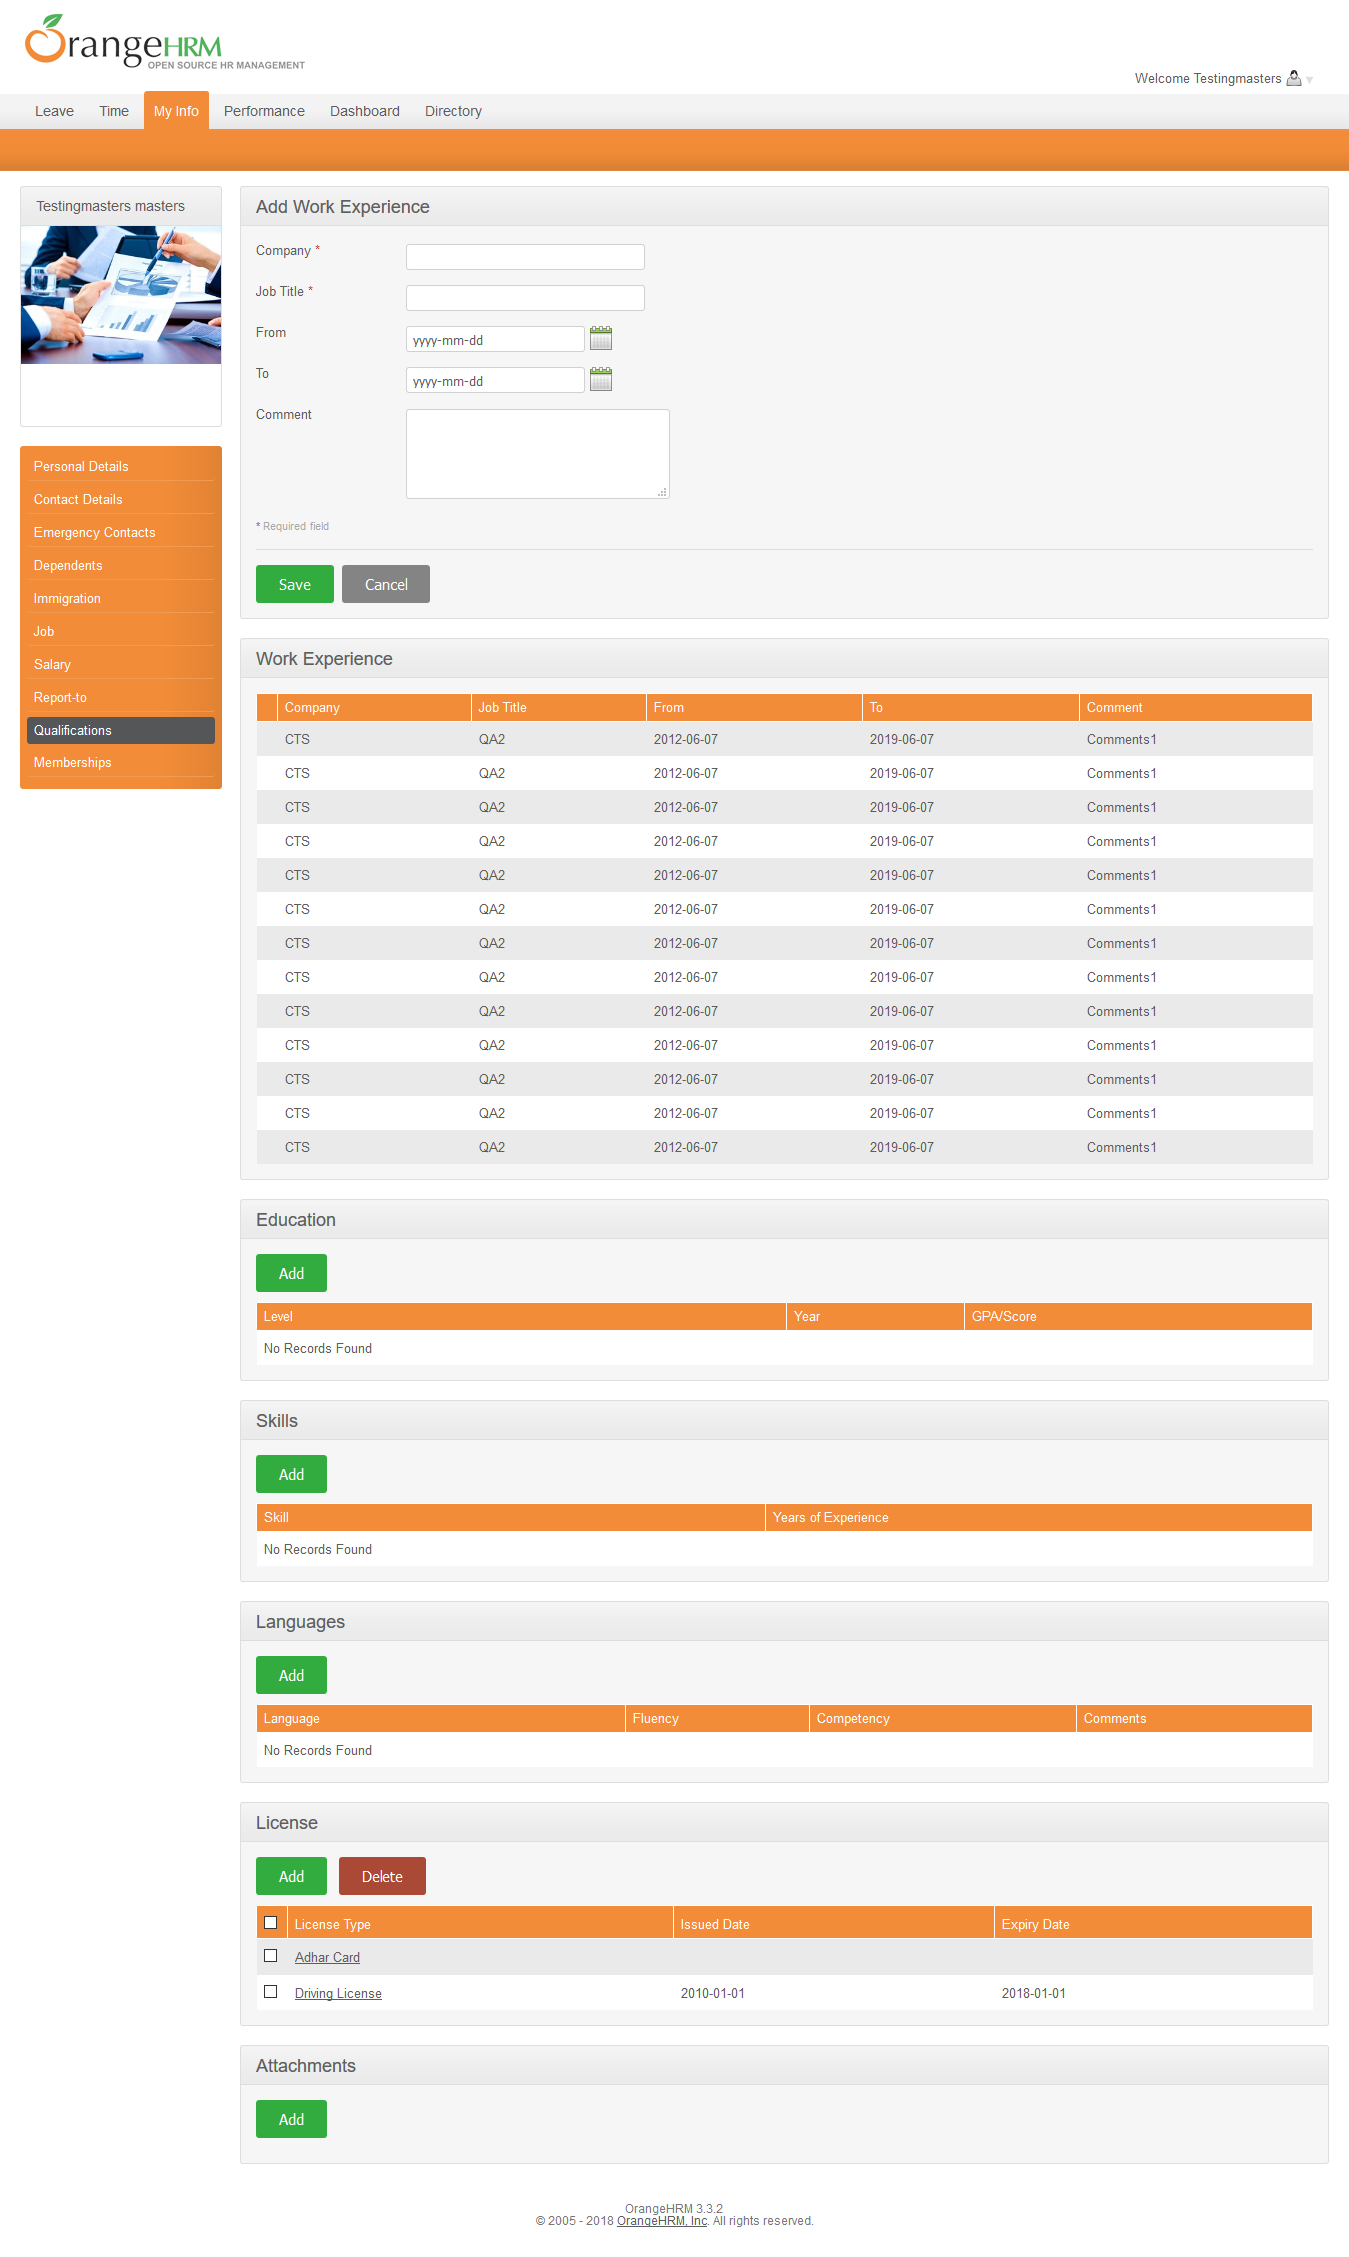 OrangeHRM
OPEN SOURCE HR MANAGEMENT
Welcome Testingmasters
Leave Time My Info Performance Dashboard Directory
Testingmasters masters
Personal Details
Contact Details
Emergency Contacts
Dependents
Immigration
Job
Salary
Report-to
Qualifications
Memberships
Add Work Experience
Company *
Job Title *
From yyyy-mm-dd
To yyyy-mm-dd
Comment
* Required field
Save Cancel
Work Experience
Company Job Title From To Comment
CTS QA2 2012-06-07 2019-06-07 Comments1
CTS QA2 2012-06-07 2019-06-07 Comments1
CTS QA2 2012-06-07 2019-06-07 Comments1
CTS QA2 2012-06-07 2019-06-07 Comments1
CTS QA2 2012-06-07 2019-06-07 Comments1
CTS QA2 2012-06-07 2019-06-07 Comments1
CTS QA2 2012-06-07 2019-06-07 Comments1
CTS QA2 2012-06-07 2019-06-07 Comments1
CTS QA2 2012-06-07 2019-06-07 Comments1
CTS QA2 2012-06-07 2019-06-07 Comments1
CTS QA2 2012-06-07 2019-06-07 Comments1
CTS QA2 2012-06-07 2019-06-07 Comments1
CTS QA2 2012-06-07 2019-06-07 Comments1
Education
Add
Level Year GPA/Score
No Records Found
Skills
Add
Skill Years of Experience
No Records Found
Languages
Add
Language Fluency Competency Comments
No Records Found
License
Add Delete
License Type Issued Date Expiry Date
Adhar Card
Driving License 2010-01-01 2018-01-01
Attachments
Add
OrangeHRM 3.3.2
© 2005 - 2018 OrangeHRM, Inc. All rights reserved.